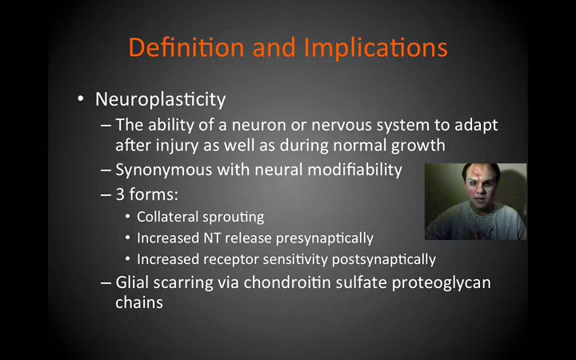 Definition and Implications
• Neuroplasticity
– The ability of a neuron or nervous system to adapt
after injury as well as during normal growth
– Synonymous with neural modifiability
– 3 forms:
• Collateral sprouting
• Increased NT release presynaptically
• Increased receptor sensitivity postsynaptically
– Glial scarring via chondroitin sulfate proteoglycan
chains